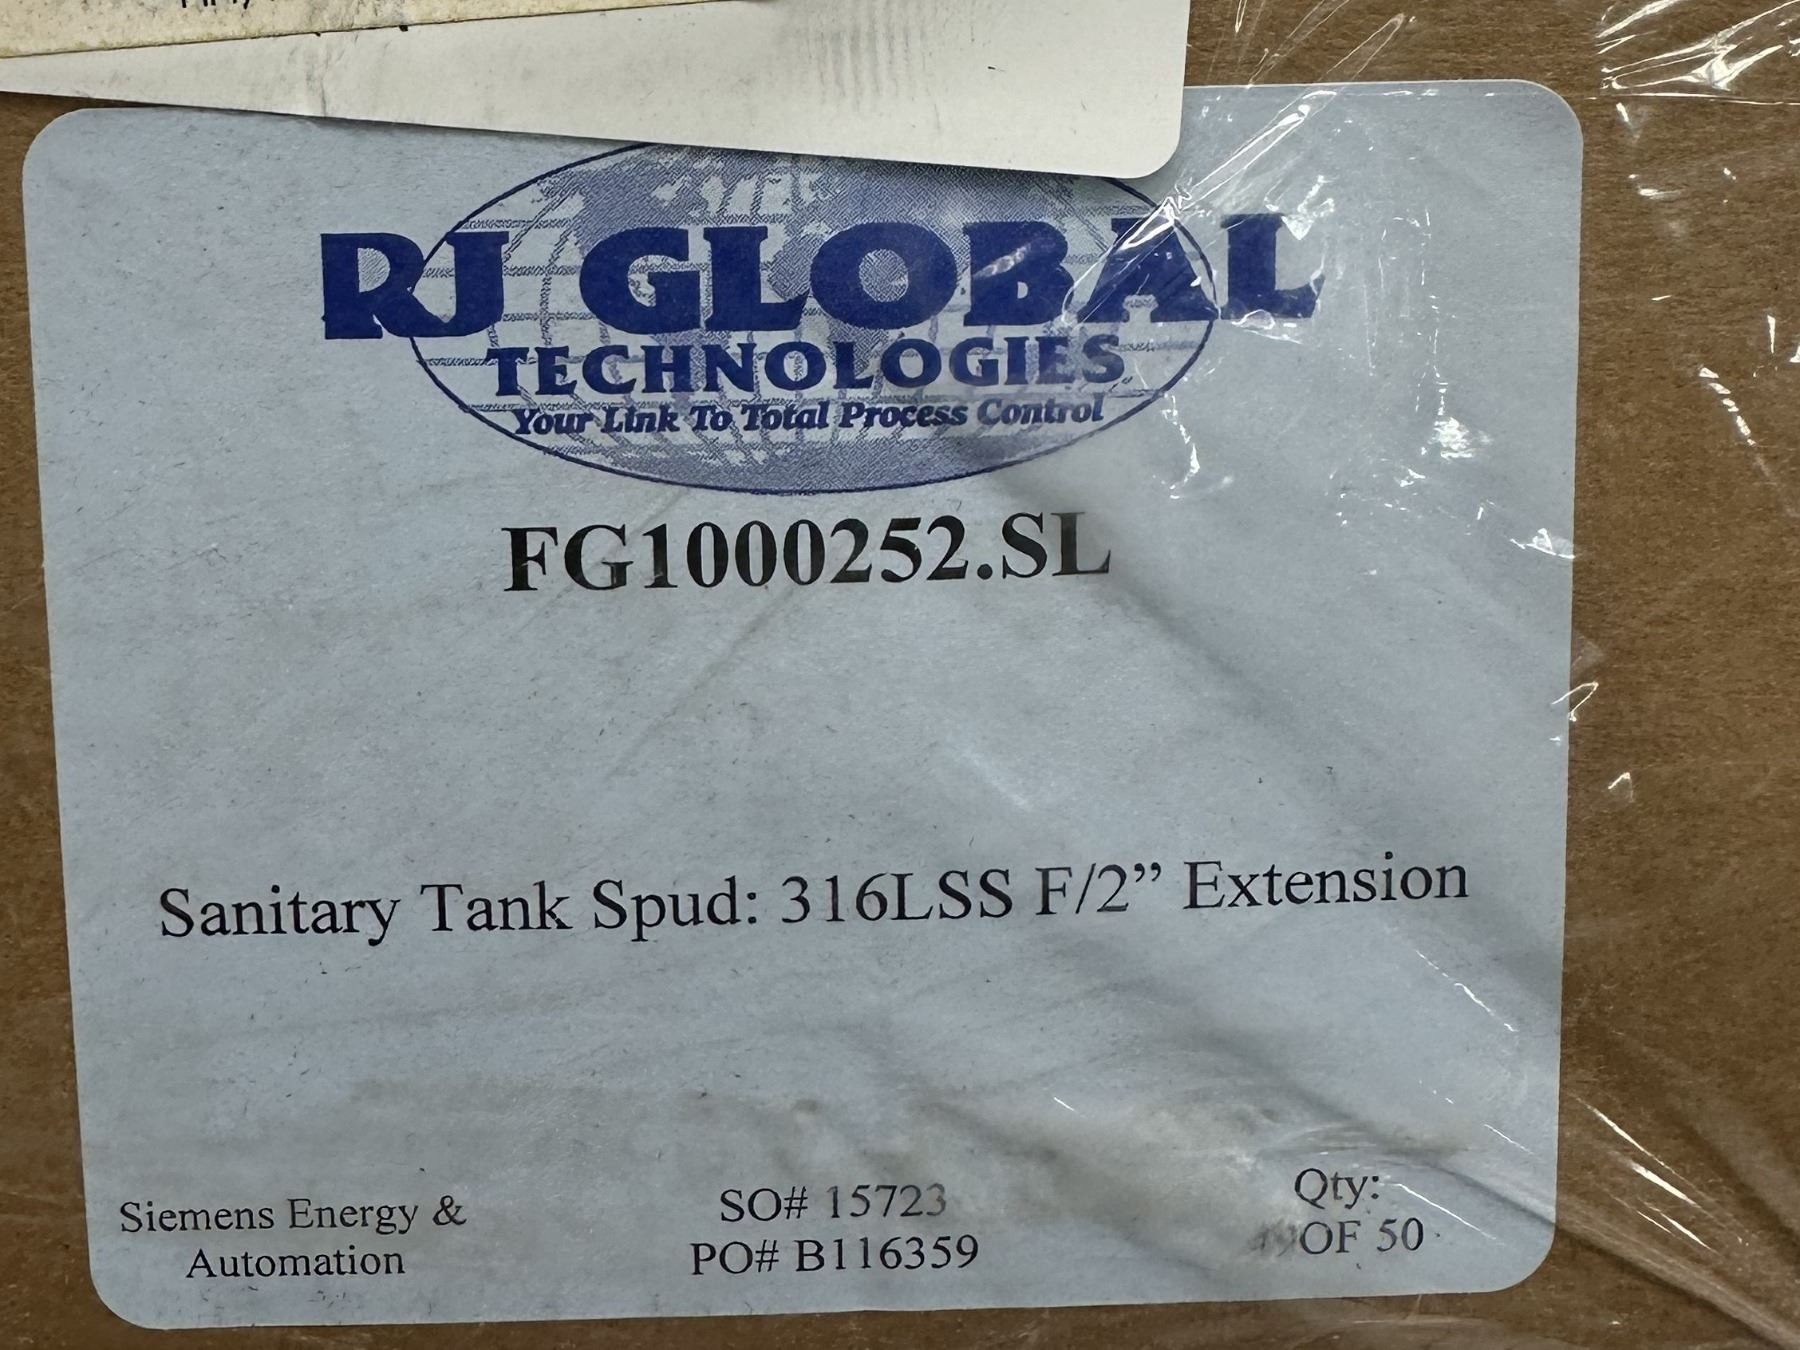 RJ GLOBAL
TECHNOLOGIES
Your Link To Total Process Control
FG1000252.SL
Sanitary Tank Spud: 316LSS F/2” Extension
Siemens Energy &
Automation
SO# 15723
PO# B116359
Qty:
OF 50